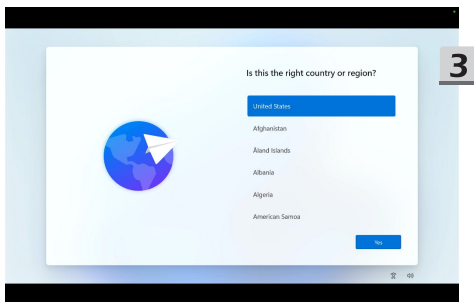 Is this the right country or region?
3
United States
Afghanistan
Åland Islands
Albania
Algeria
American Samoa
Yes